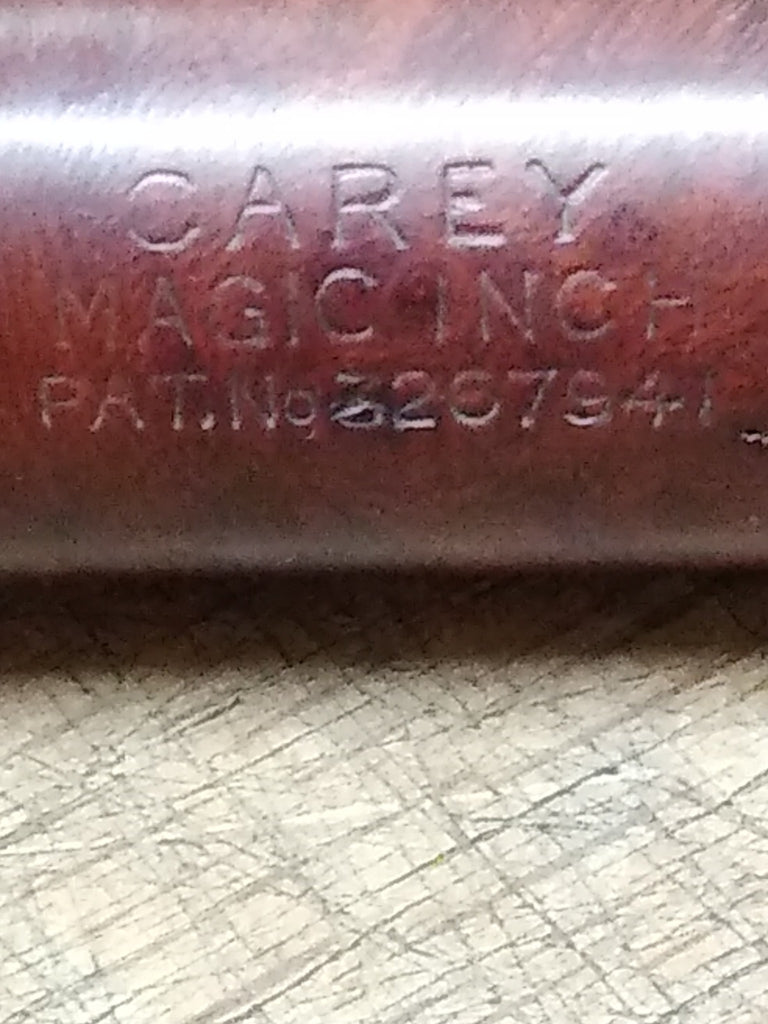 CAREY
MAGIC INCH
PAT. No 3267941